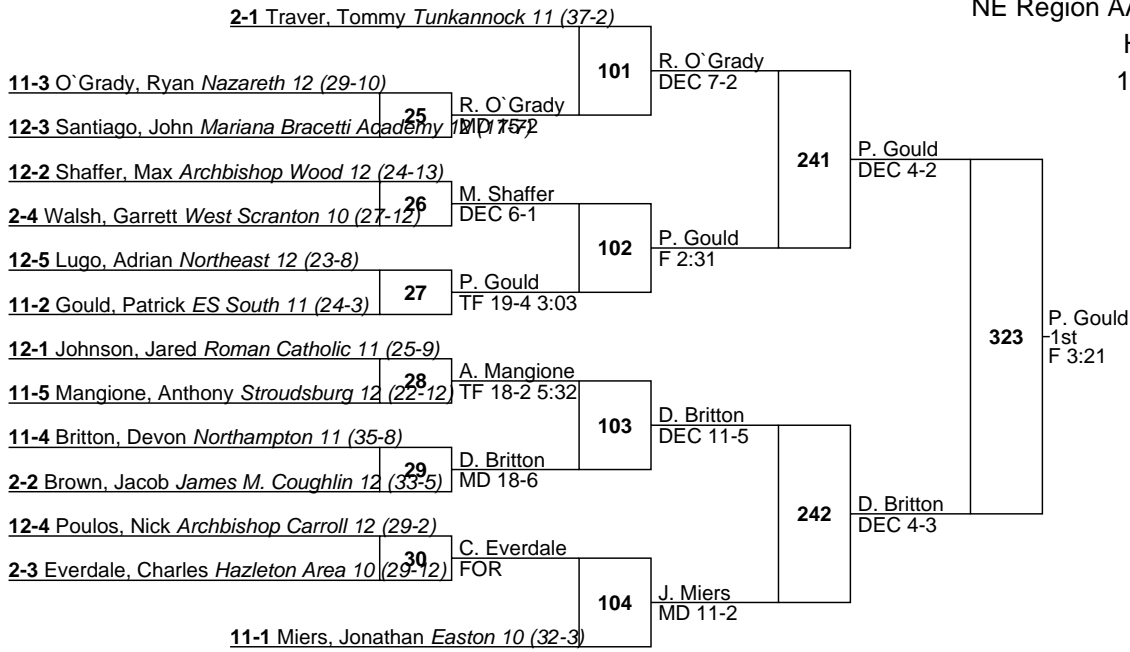 NE Region AA
H
1
2-1 Traver, Tommy Tunkannock 11 (37-2)
101
R. O`Grady
DEC 7-2
11-3 O`Grady, Ryan Nazareth 12 (29-10)
25
R. O`Grady
MD 15-2
12-3 Santiago, John Mariana Bracetti Academy 12 (17-7)
241
P. Gould
DEC 4-2
12-2 Shaffer, Max Archbishop Wood 12 (24-13)
26
M. Shaffer
DEC 6-1
2-4 Walsh, Garrett West Scranton 10 (27-12)
102
P. Gould
F 2:31
12-5 Lugo, Adrian Northeast 12 (23-8)
27
P. Gould
TF 19-4 3:03
11-2 Gould, Patrick ES South 11 (24-3)
323
P. Gould
1st
F 3:21
12-1 Johnson, Jared Roman Catholic 11 (25-9)
28
A. Mangione
TF 18-2 5:32
11-5 Mangione, Anthony Stroudsburg 12 (22-12)
103
D. Britton
DEC 11-5
11-4 Britton, Devon Northampton 11 (35-8)
29
D. Britton
MD 18-6
2-2 Brown, Jacob James M. Coughlin 12 (33-5)
242
D. Britton
DEC 4-3
12-4 Poulos, Nick Archbishop Carroll 12 (29-2)
30
C. Everdale
FOR
2-3 Everdale, Charles Hazleton Area 10 (29-12)
104
J. Miers
MD 11-2
11-1 Miers, Jonathan Easton 10 (32-3)